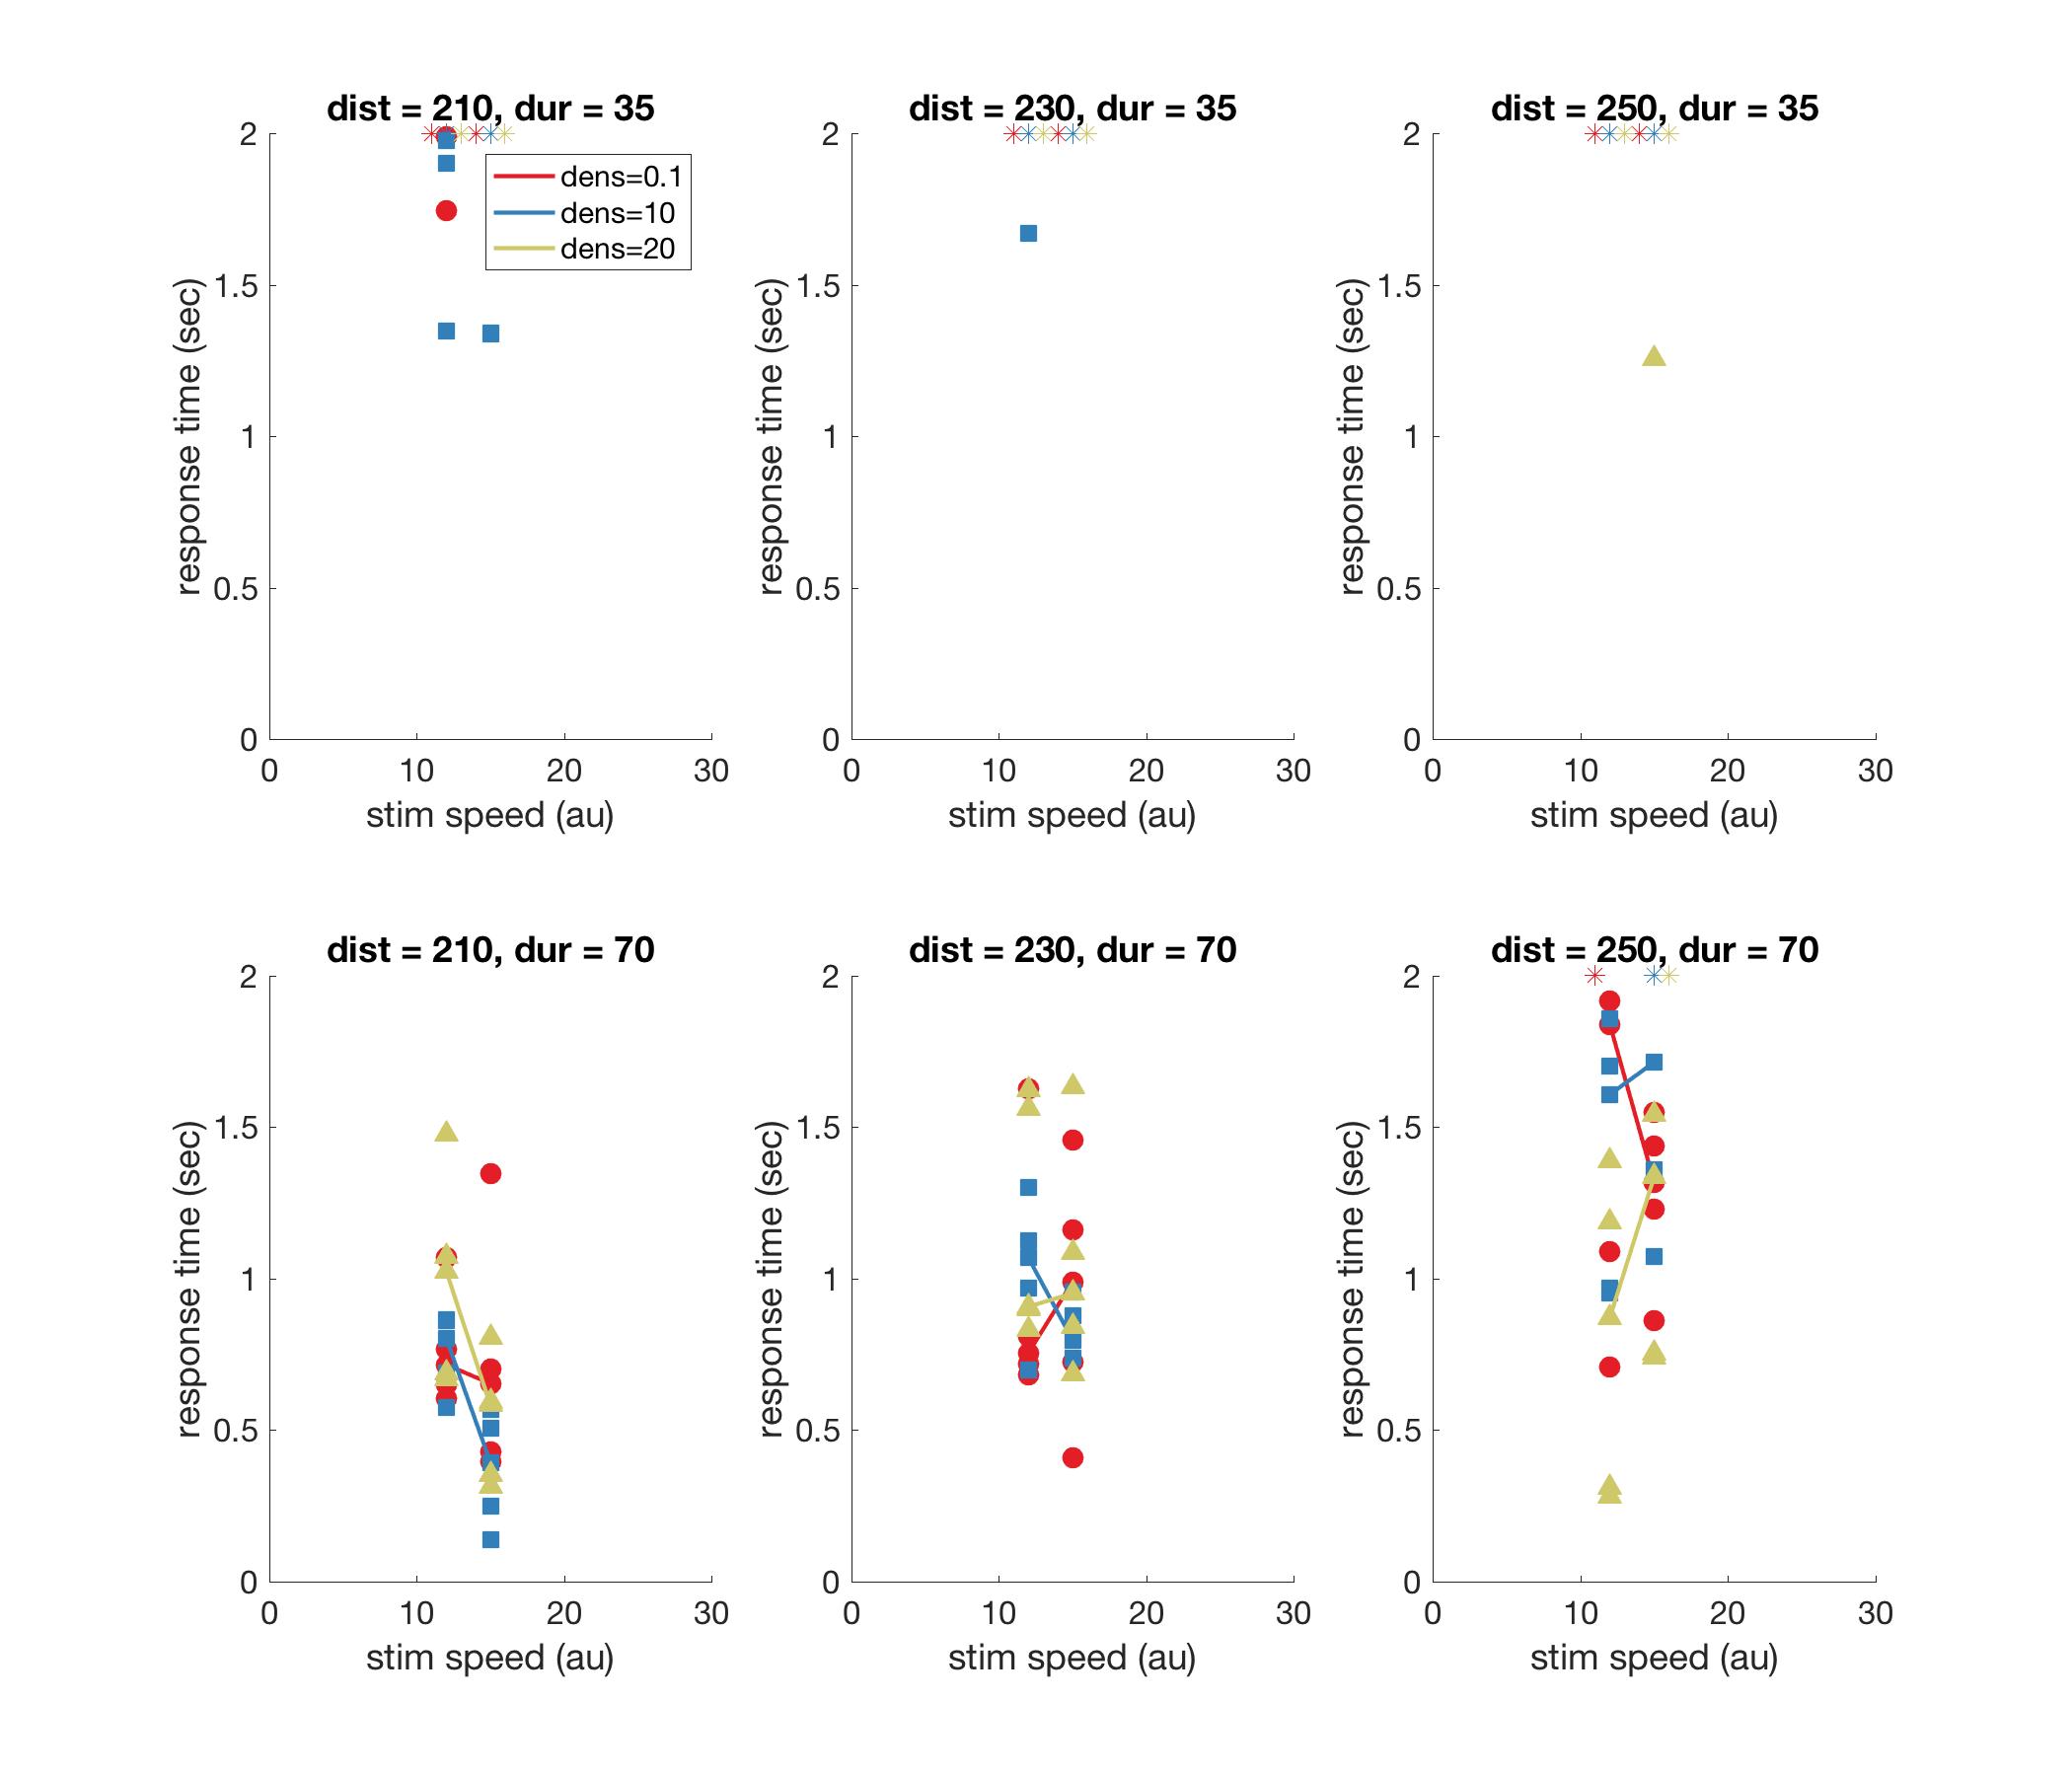 dist = 210, dur = 35
dist = 230, dur = 35
dist = 250, dur = 35
dens=0.1
dens=10
dens=20
2
1.5
1
0.5
0
0
10
20
30
response time (sec)
stim speed (au)
2
1.5
1
0.5
0
0
10
20
30
response time (sec)
stim speed (au)
2
1.5
1
0.5
0
0
10
20
30
response time (sec)
stim speed (au)
dist = 210, dur = 70
dist = 230, dur = 70
dist = 250, dur = 70
2
1.5
1
0.5
0
0
10
20
30
response time (sec)
stim speed (au)
2
1.5
1
0.5
0
0
10
20
30
response time (sec)
stim speed (au)
2
1.5
1
0.5
0
0
10
20
30
response time (sec)
stim speed (au)